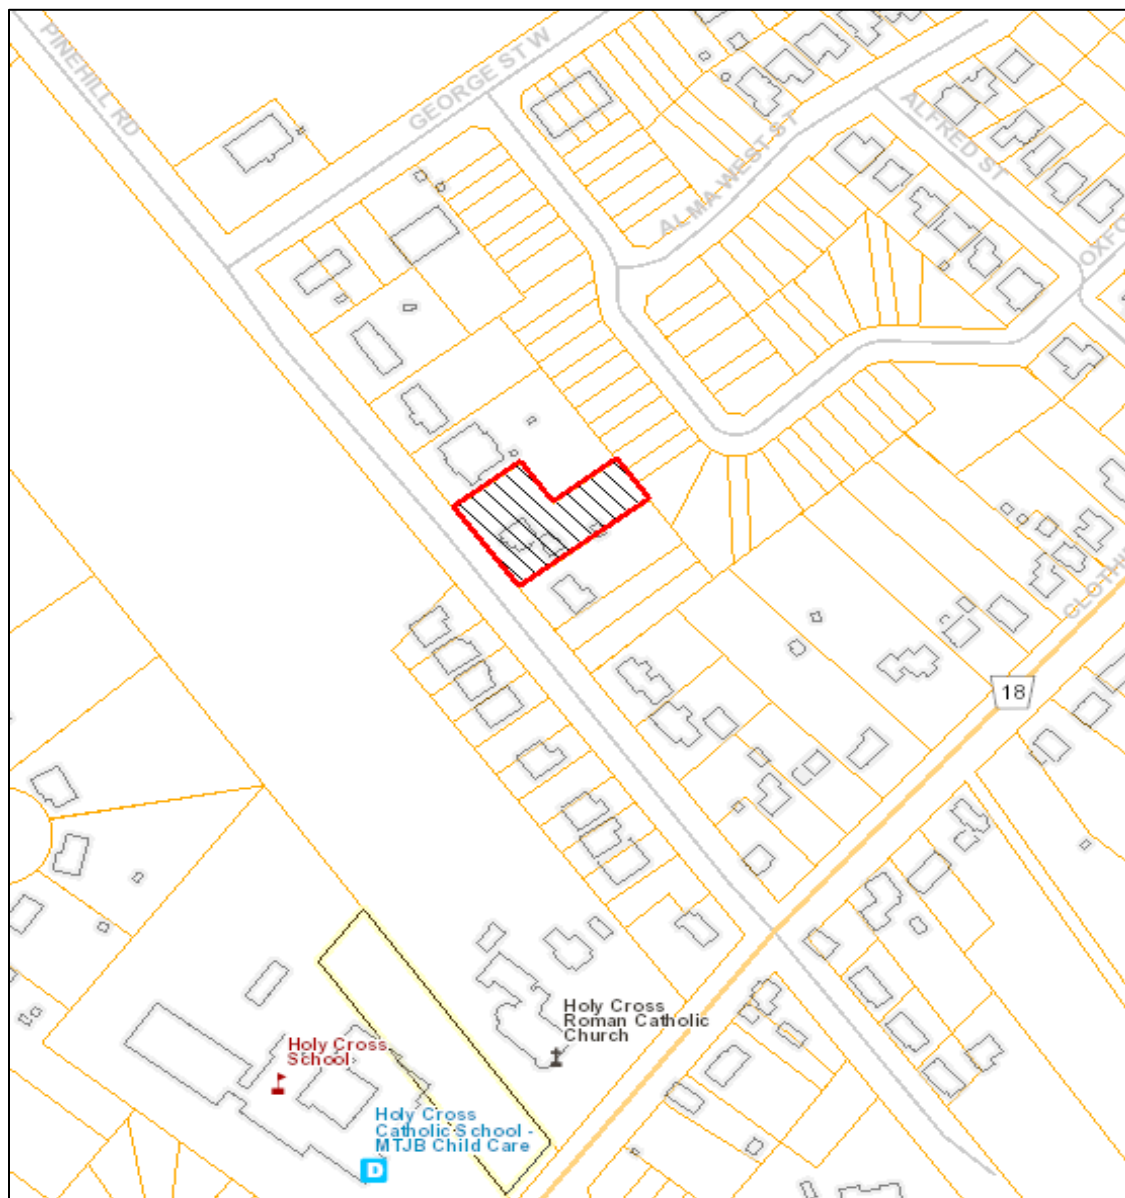 PINEHILL RD
GEORGE ST W
ALMA WEST ST
ALFRED ST
18
Holy Cross
Roman Catholic
Church
Holy Cross
School
Holy Cross
Catholic School -
MTJB Child Care
D